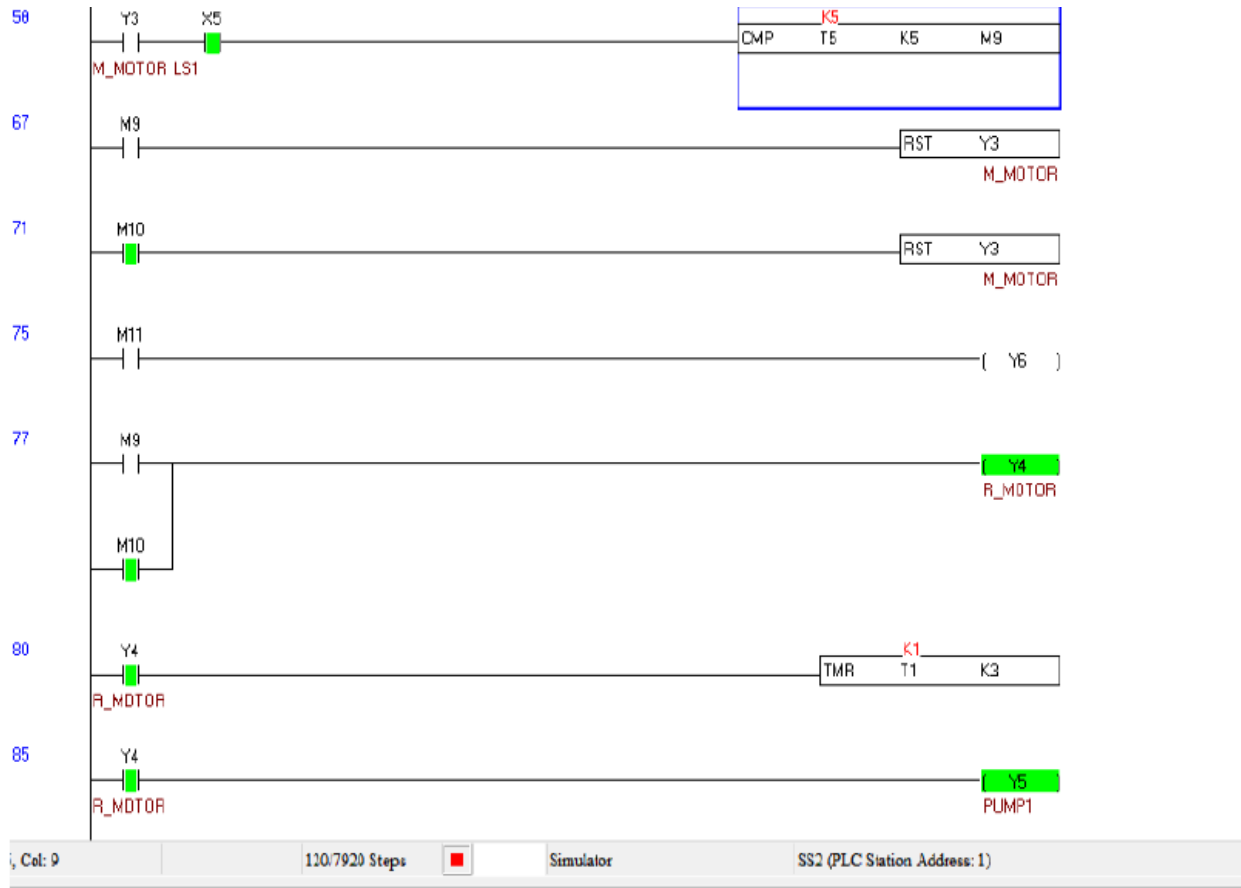 58 Y3 X5 K5
CMP T5 K5 M9
M_MOTOR LS1
67 M9
RST Y3
M_MOTOR
71 M10
RST Y3
M_MOTOR
75 M11
( Y6 )
77 M9
( Y4 )
R_MOTOR
M10
80 Y4 K1
TMR T1 K3
R_MOTOR
85 Y4
( Y5 )
R_MOTOR PUMP1
, Col: 9 120/7920 Steps Simulator SS2 (PLC Station Address: 1)